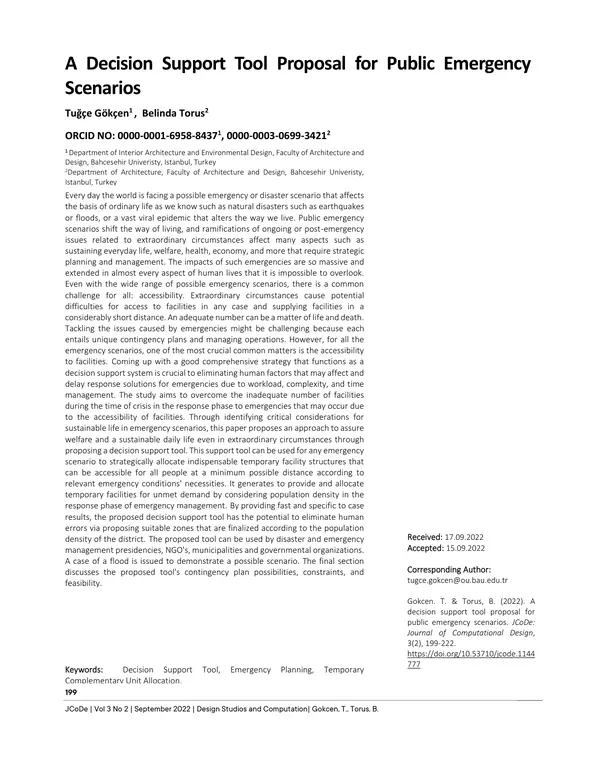 A Decision Support Tool Proposal for Public Emergency
Scenarios
Tuğçe Gökçen1 , Belinda Torus2
ORCID NO: 0000-0001-6958-84371, 0000-0003-0699-34212
1 Department of Interior Architecture and Environmental Design, Faculty of Architecture and
Design, Bahcesehir Univeristy, Istanbul, Turkey
2Department of Architecture, Faculty of Architecture and Design, Bahcesehir Univeristy,
Istanbul, Turkey
Every day the world is facing a possible emergency or disaster scenario that affects
the basis of ordinary life as we know such as natural disasters such as earthquakes
or floods, or a vast viral epidemic that alters the way we live. Public emergency
scenarios shift the way of living, and ramifications of ongoing or post-emergency
issues related to extraordinary circumstances affect many aspects such as
sustaining everyday life, welfare, health, economy, and more that require strategic
planning and management. The impacts of such emergencies are so massive and
extended in almost every aspect of human lives that it is impossible to overlook.
Even with the wide range of possible emergency scenarios, there is a common
challenge for all: accessibility. Extraordinary circumstances cause potential
difficulties for access to facilities in any case and supplying facilities in a
considerably short distance. An adequate number can be a matter of life and death.
Tackling the issues caused by emergencies might be challenging because each
entails unique contingency plans and managing operations. However, for all the
emergency scenarios, one of the most crucial common matters is the accessibility
to facilities. Coming up with a good comprehensive strategy that functions as a
decision support system is crucial to eliminating human factors that may affect and
delay response solutions for emergencies due to workload, complexity, and time
management. The study aims to overcome the inadequate number of facilities
during the time of crisis in the response phase to emergencies that may occur due
to the accessibility of facilities. Through identifying critical considerations for
sustainable life in emergency scenarios, this paper proposes an approach to assure
welfare and a sustainable daily life even in extraordinary circumstances through
proposing a decision support tool. This support tool can be used for any emergency
scenario to strategically allocate indispensable temporary facility structures that
can be accessible for all people at a minimum possible distance according to
relevant emergency conditions' necessities. It generates to provide and allocate
temporary facilities for unmet demand by considering population density in the
response phase of emergency management. By providing fast and specific to case
results, the proposed decision support tool has the potential to eliminate human
errors via proposing suitable zones that are finalized according to the population
density of the district. The proposed tool can be used by disaster and emergency
management presidencies, NGO's, municipalities and governmental organizations.
A case of a flood is issued to demonstrate a possible scenario. The final section
discusses the proposed tool's contingency plan possibilities, constraints, and
feasibility.
Received: 17.09.2022
Accepted: 15.09.2022
Corresponding Author:
tugce.gokcen@ou.bau.edu.tr
Gokcen. T. & Torus, B. (2022). A
decision support tool proposal for
public emergency scenarios. JCoDe:
Journal of Computational Design,
3(2), 199-222.
https://doi.org/10.53710/jcode.1144
777
Keywords: Decision Support Tool, Emergency Planning, Temporary
Complementary Unit Allocation.
199
JCoDe | Vol 3 No 2 | September 2022 | Design Studios and Computation| Gokcen, T., Torus, B.